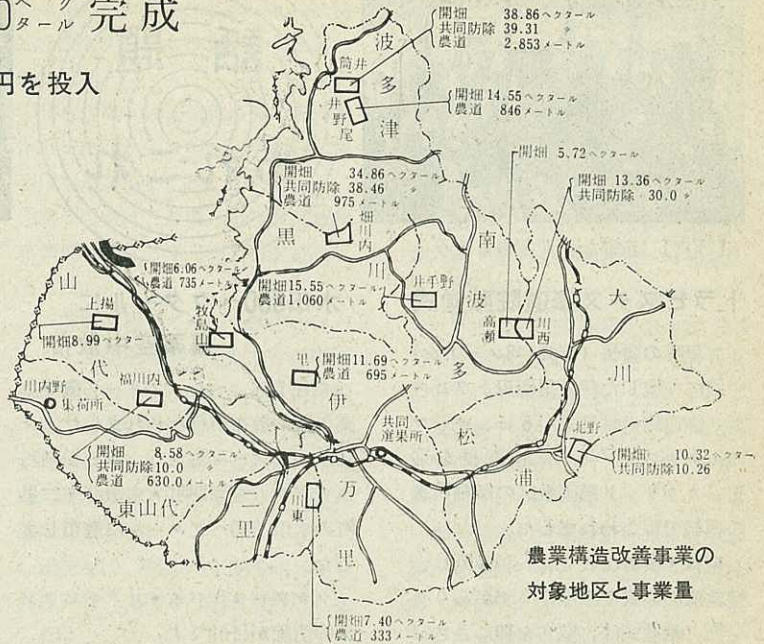 0ヘクタール 完成
円を投入
開畑 38.86ヘクタール
共同防除 39.31 〃
農道 2,853メートル
波多津
筒井
井野尾
開畑14.55ヘクタール
農道 846メートル
開畑 5.72ヘクタール
開畑 34.86ヘクタール
共同防除 38.46 〃
農道 975メートル
開畑 13.36ヘクタール
共同防除 30.0 〃
畑川内
黒川
南波多
大川
開畑6.06ヘクタール
農道 735メートル
開畑15.55ヘクタール
農道1,060メートル
井手野
山代
上場
牧島山
高瀬
川西
開畑8.99ヘクタール
里
開畑11.69ヘクタール
農道 695メートル
川内野
集荷所
福川内
伊万里
共同選果所
松浦
北野
開畑 8.58ヘクタール
共同防除10.0 〃
農道 630.0メートル
開畑 10.32ヘクター
共同防除10.26
東山代
二里
川東
農業構造改善事業の
対象地区と事業量
開畑7.40ヘクタール
農道 333メートル